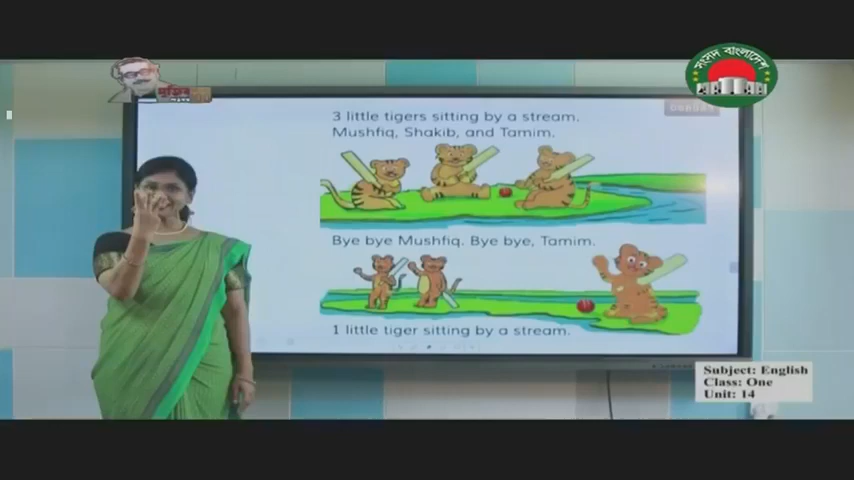 সংসদ বাংলাদেশ
3 little tigers sitting by a stream.
Mushfiq, Shakib, and Tamim.
Bye bye Mushfiq. Bye bye, Tamim.
1 little tiger sitting by a stream.
Subject: English
Class: One
Unit: 14